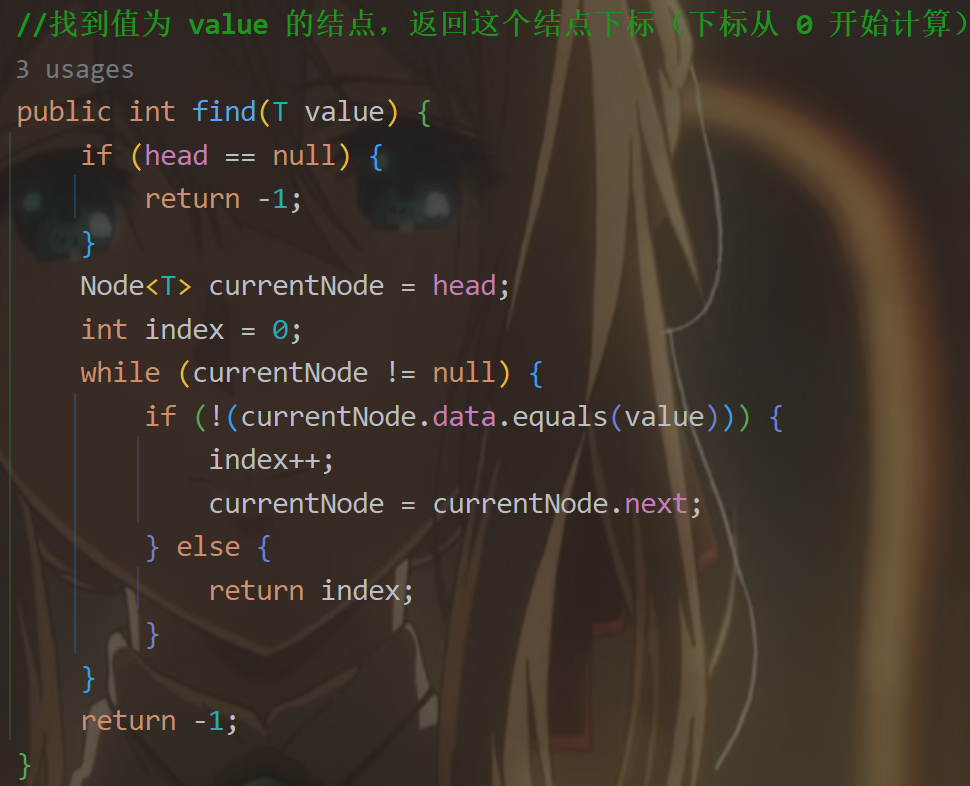 //找到值为 value 的结点，返回这个结点下标（下标从 0 开始计算）
3 usages
public int find(T value) {
    if (head == null) {
        return -1;
    }
    Node<T> currentNode = head;
    int index = 0;
    while (currentNode != null) {
        if (!(currentNode.data.equals(value))) {
            index++;
            currentNode = currentNode.next;
        } else {
            return index;
        }
    }
    return -1;
}